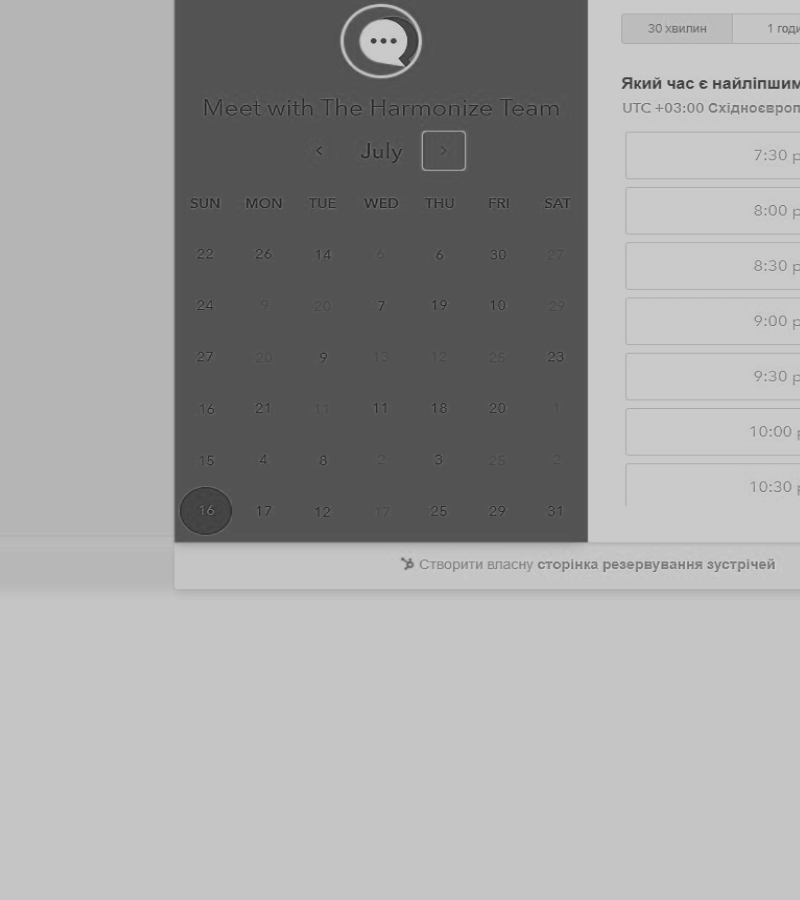 Meet with The Harmonize Team
July
SUN MON TUE WED THU FRI SAT
22 26 14 6 6 30 27
24 9 20 7 19 10 29
27 20 9 13 12 25 23
16 21 11 11 18 20 1
15 4 8 2 3 25 2
16 17 12 17 25 29 31
30 хвилин 1 годи
Який час є найліпшим
UTC +03:00 Східноєвроп
7:30 p
8:00 p
8:30 p
9:00 p
9:30 p
10:00 p
10:30 p
Створити власну сторінка резервування зустрічей